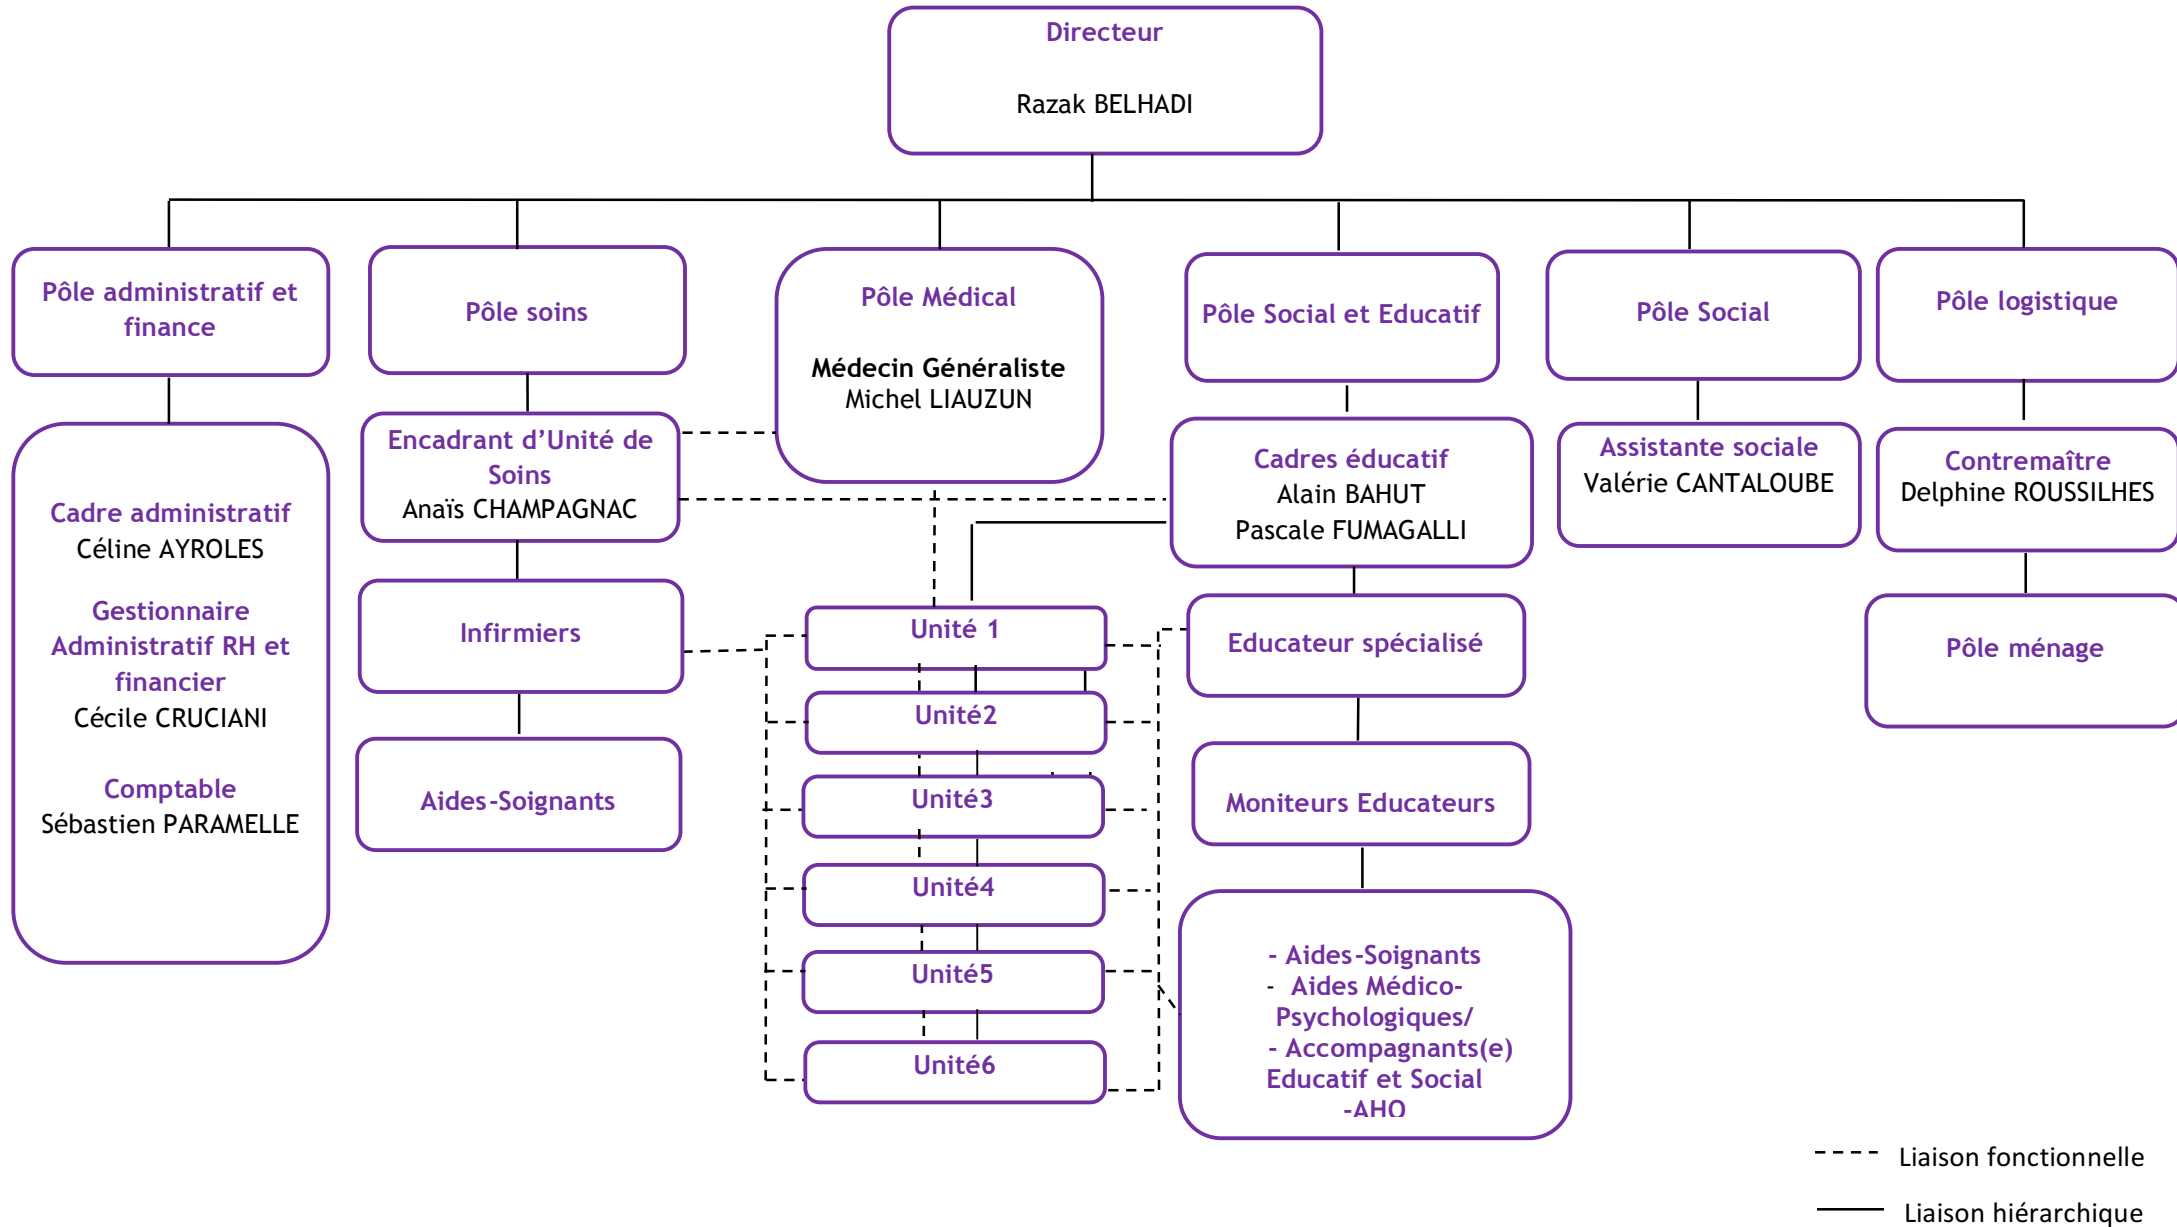 Directeur
Razak BELHADI
Pôle administratif et
finance
Pôle soins
Pôle Médical
Médecin Généraliste
Michel LIAUZUN
Pôle Social et Educatif
Pôle Social
Pôle logistique
Cadre administratif
Céline AYROLES
Gestionnaire
Administratif RH et
financier
Cécile CRUCIANI
Comptable
Sébastien PARAMELLE
Encadrant d’Unité de
Soins
Anaïs CHAMPAGNAC
Infirmiers
Aides-Soignants
Cadres éducatif
Alain BAHUT
Pascale FUMAGALLI
Assistante sociale
Valérie CANTALOUBE
Contremaître
Delphine ROUSSILHES
Pôle ménage
Unité 1
Unité2
Unité3
Unité4
Unité5
Unité6
Educateur spécialisé
Moniteurs Educateurs
- Aides-Soignants
- Aides Médico-
Psychologiques/
- Accompagnants(e)
Educatif et Social
-AHQ
Liaison fonctionnelle
Liaison hiérarchique